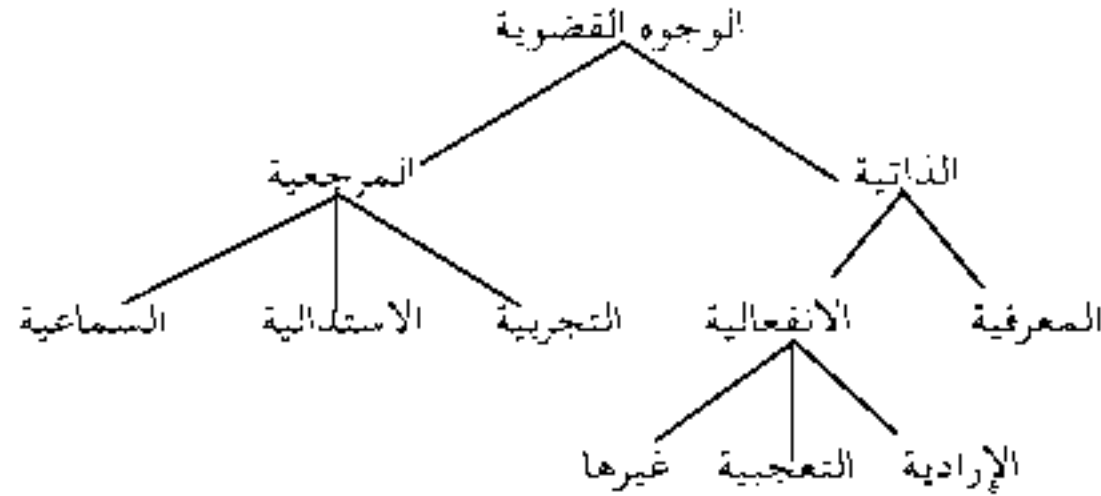 الوجوه القضوية
الذاتية المرجعية
المعرفية الانفعالية التجريبية الاستدلالية السماعية
الإرادية التعجبية غيرها